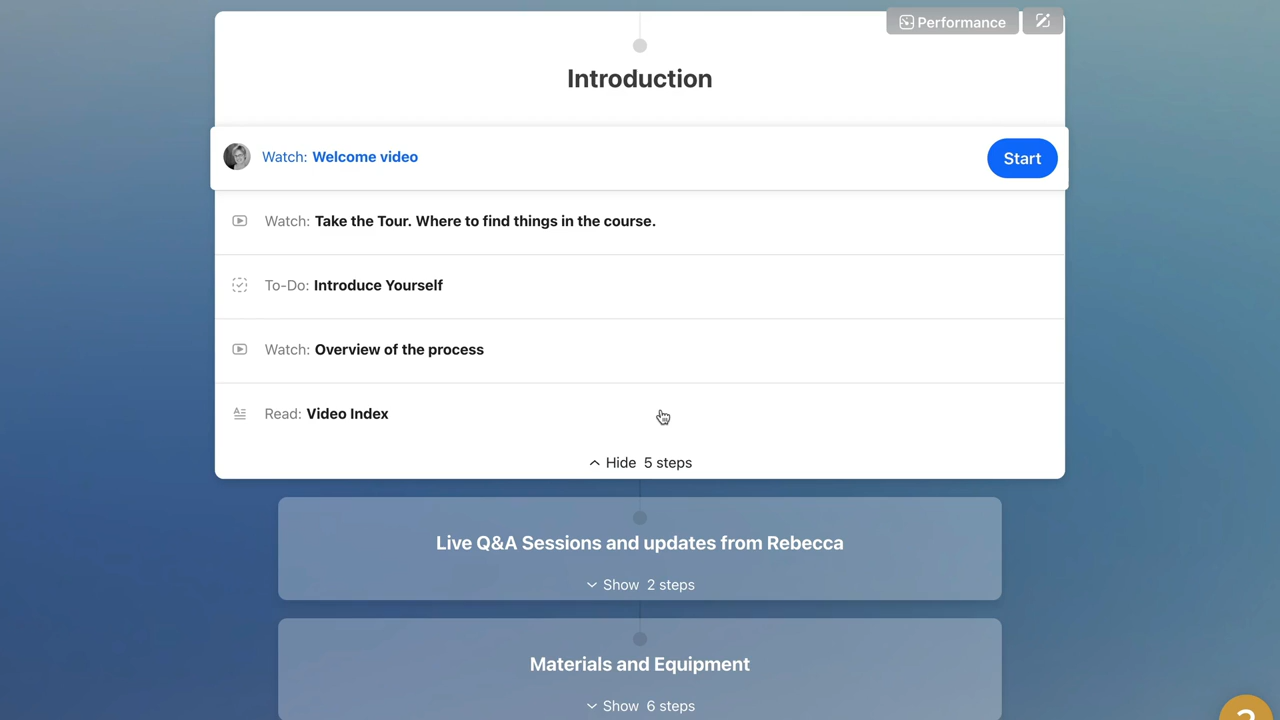 Performance
Introduction
Watch: Welcome video
Start
Watch: Take the Tour. Where to find things in the course.
To-Do: Introduce Yourself
Watch: Overview of the process
Read: Video Index
Hide 5 steps
Live Q&A Sessions and updates from Rebecca
Show 2 steps
Materials and Equipment
Show 6 steps
?